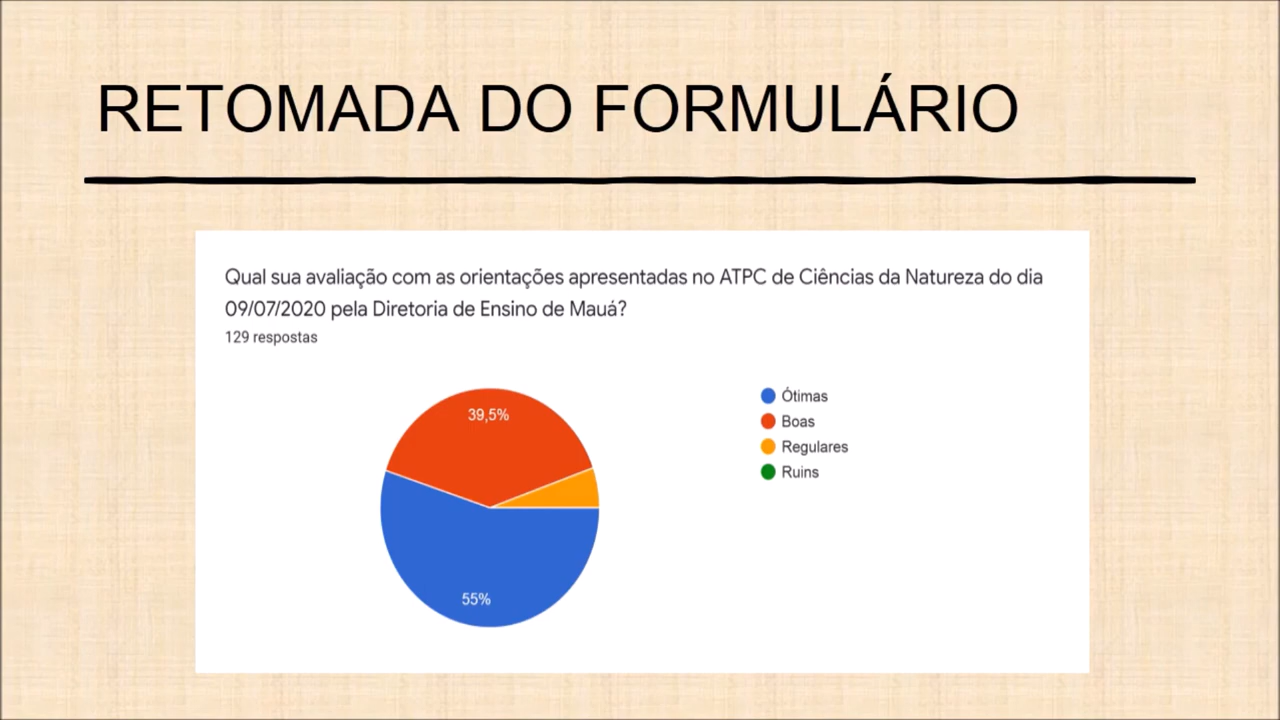 RETOMADA DO FORMULÁRIO
Qual sua avaliação com as orientações apresentadas no ATPC de Ciências da Natureza do dia
09/07/2020 pela Diretoria de Ensino de Mauá?
129 respostas
39,5%
55%
Ótimas
Boas
Regulares
Ruins